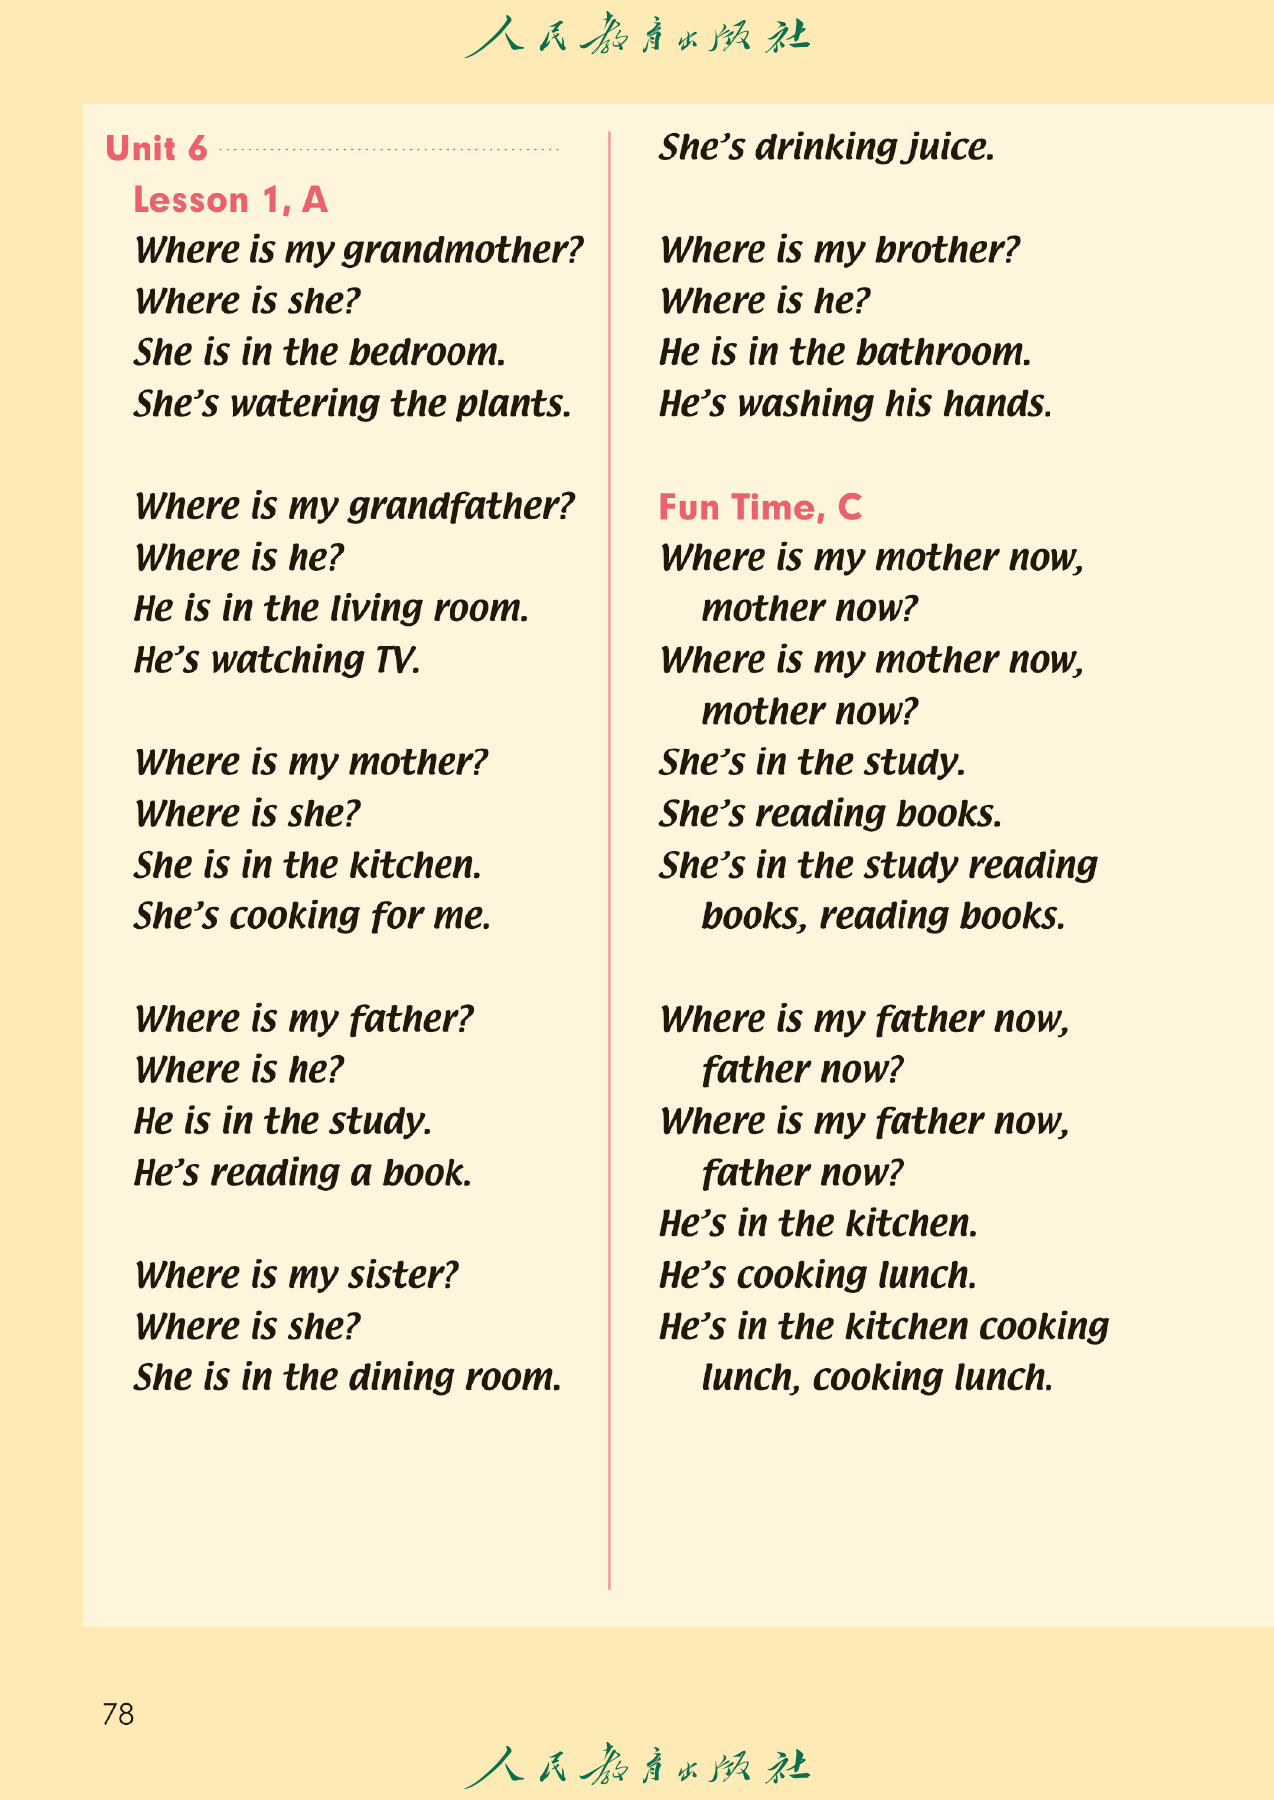 人民教育出版社
Unit 6
Lesson 1, A
Where is my grandmother?
Where is she?
She is in the bedroom.
She's watering the plants.
Where is my grandfather?
Where is he?
He is in the living room.
He's watching TV.
Where is my mother?
Where is she?
She is in the kitchen.
She's cooking for me.
Where is my father?
Where is he?
He is in the study.
He's reading a book.
Where is my sister?
Where is she?
She is in the dining room.
She's drinking juice.
Where is my brother?
Where is he?
He is in the bathroom.
He's washing his hands.
Fun Time, C
Where is my mother now,
mother now?
Where is my mother now,
mother now?
She's in the study.
She's reading books.
She's in the study reading
books, reading books.
Where is my father now,
father now?
Where is my father now,
father now?
He's in the kitchen.
He's cooking lunch.
He's in the kitchen cooking
lunch, cooking lunch.
78
人民教育出版社